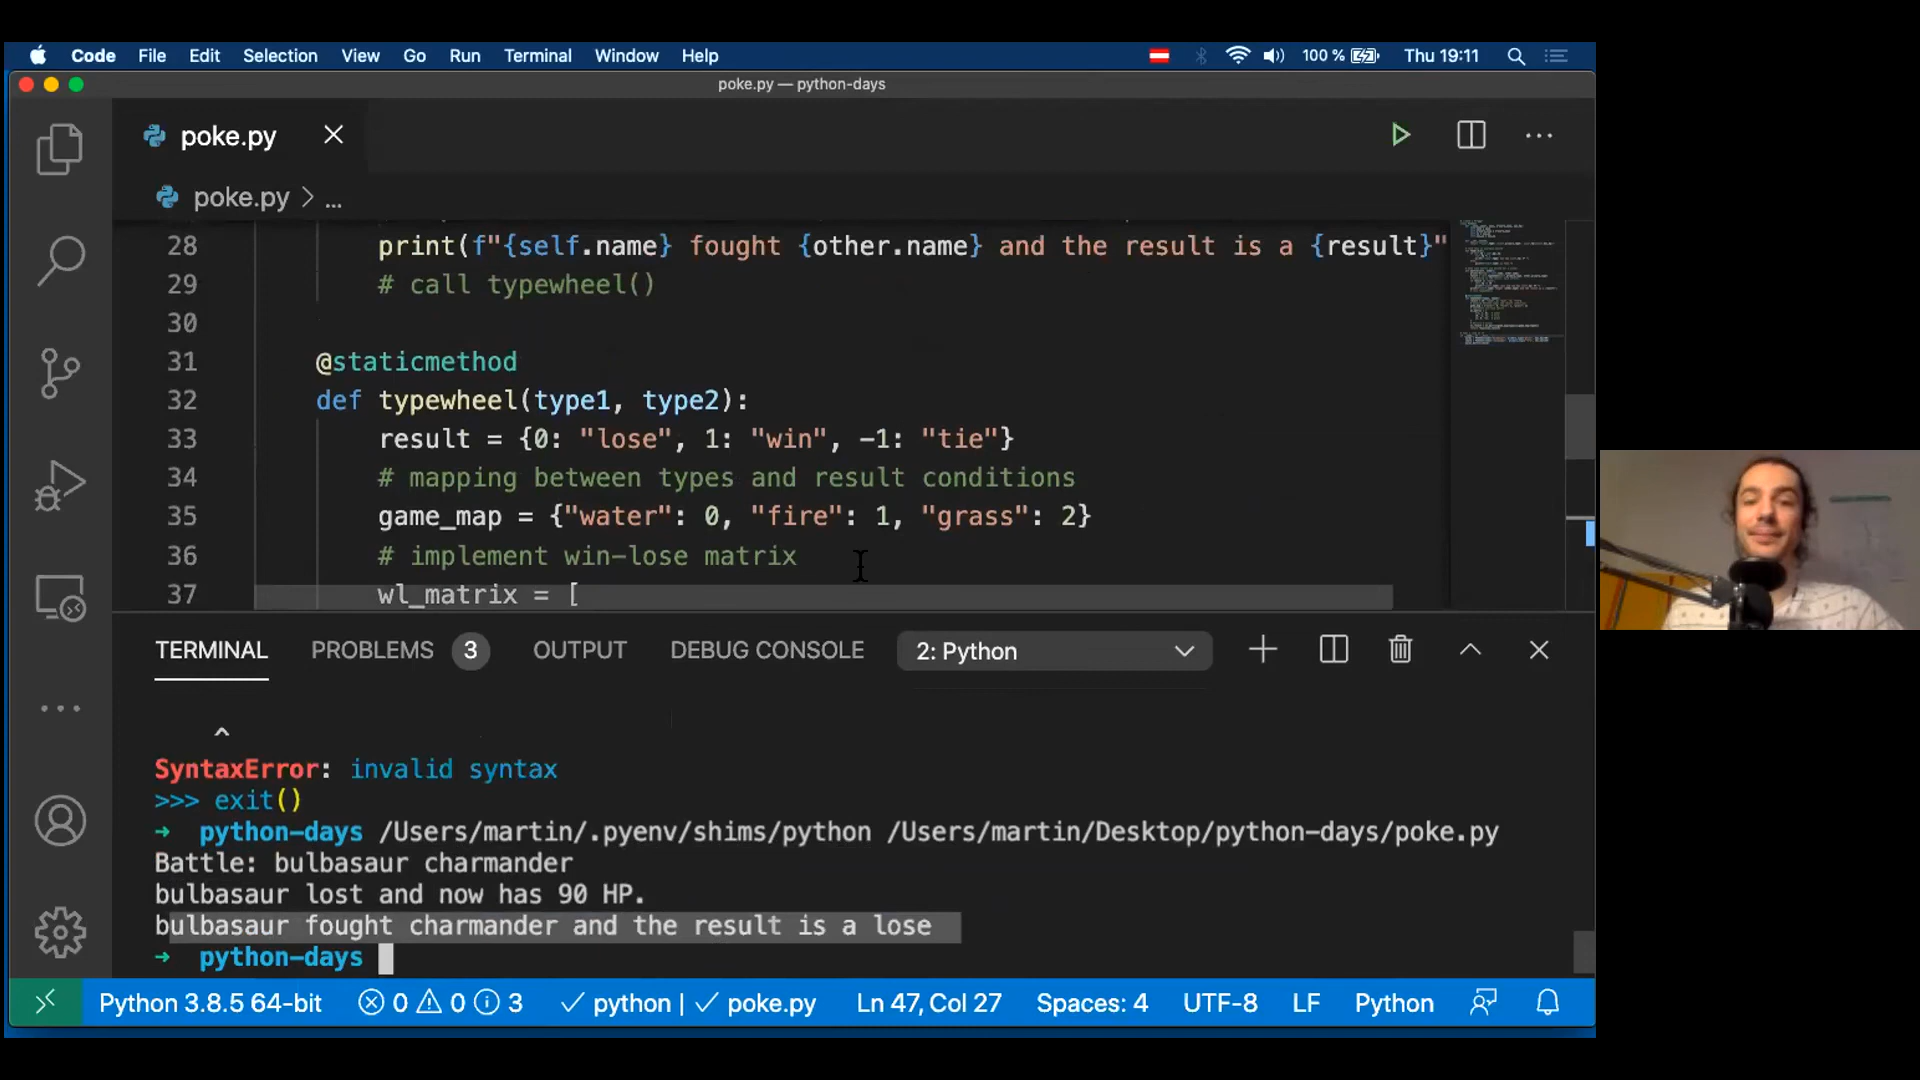 Code File Edit Selection View Go Run Terminal Window Help 100 % Thu 19:11
poke.py — python-days
poke.py
poke.py > ...
28 print(f"{self.name} fought {other.name} and the result is a {result}"
29 # call typewheel()
30
31 @staticmethod
32 def typewheel(type1, type2):
33 result = {0: "lose", 1: "win", -1: "tie"}
34 # mapping between types and result conditions
35 game_map = {"water": 0, "fire": 1, "grass": 2}
36 # implement win-lose matrix
37 wl_matrix = [
TERMINAL PROBLEMS 3 OUTPUT DEBUG CONSOLE 2: Python
^
SyntaxError: invalid syntax
>>> exit()
→ python-days /Users/martin/.pyenv/shims/python /Users/martin/Desktop/python-days/poke.py
Battle: bulbasaur charmander
bulbasaur lost and now has 90 HP.
bulbasaur fought charmander and the result is a lose
→ python-days
Python 3.8.5 64-bit 0 0 3 ✓ python | ✓ poke.py Ln 47, Col 27 Spaces: 4 UTF-8 LF Python